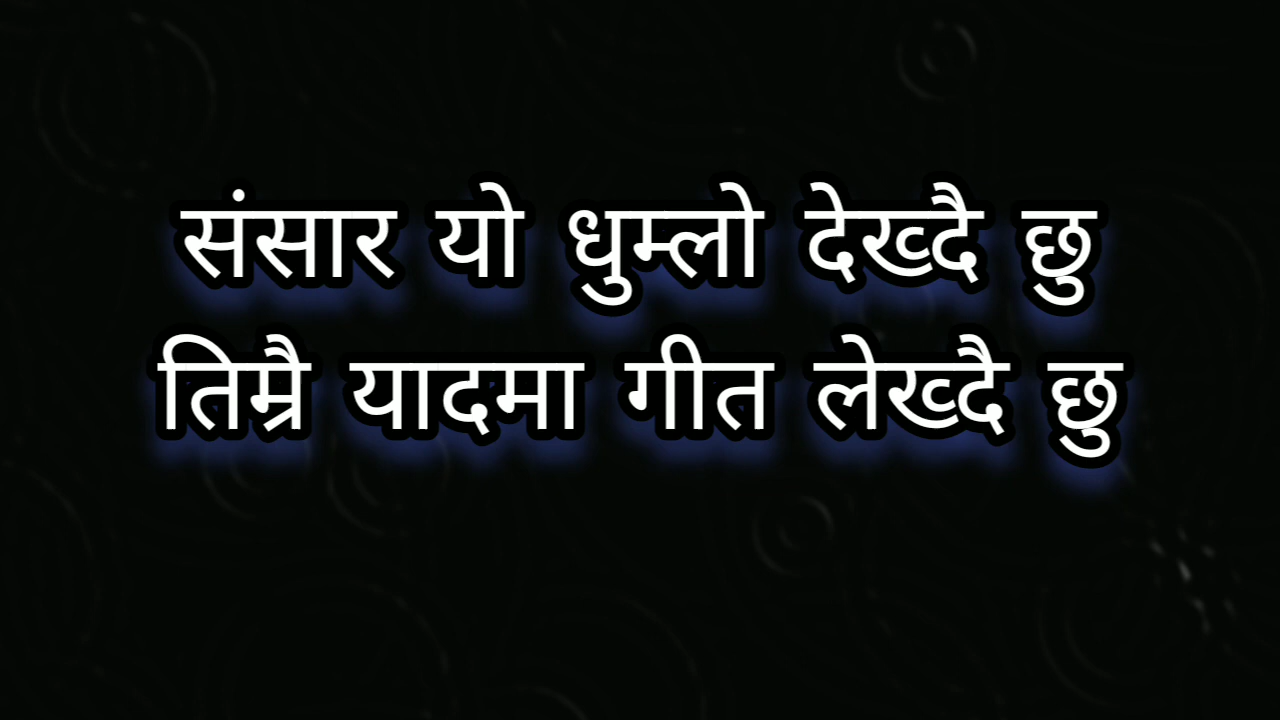 संसार यो धुम्लो देख्दै छु
तिम्रै यादमा गीत लेख्दै छु